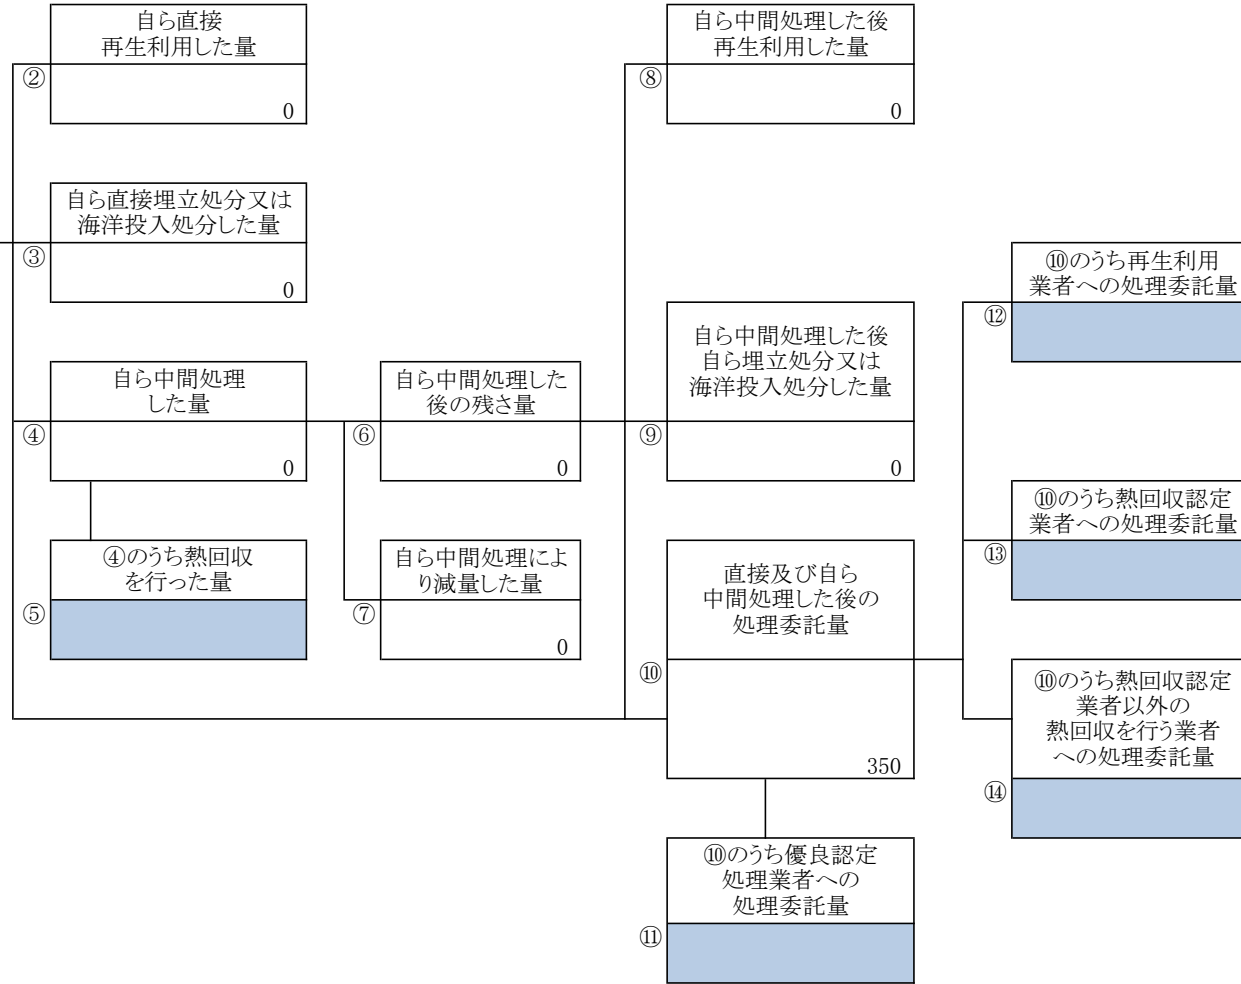 自ら直接
再生利用した量
②
0
自ら直接埋立処分又は
海洋投入処分した量
③
0
自ら中間処理
した量
④
0
④のうち熱回収
を行った量
⑤
自ら中間処理した
後の残さ量
⑥
0
自ら中間処理によ
り減量した量
⑦
0
自ら中間処理した後
再生利用した量
⑧
0
自ら中間処理した後
自ら埋立処分又は
海洋投入処分した量
⑨
0
直接及び自ら
中間処理した後の
処理委託量
⑩
350
⑩のうち優良認定
処理業者への
処理委託量
⑪
⑩のうち再生利用
業者への処理委託量
⑫
⑩のうち熱回収認定
業者への処理委託量
⑬
⑩のうち熱回収認定
業者以外の
熱回収を行う業者
への処理委託量
⑭